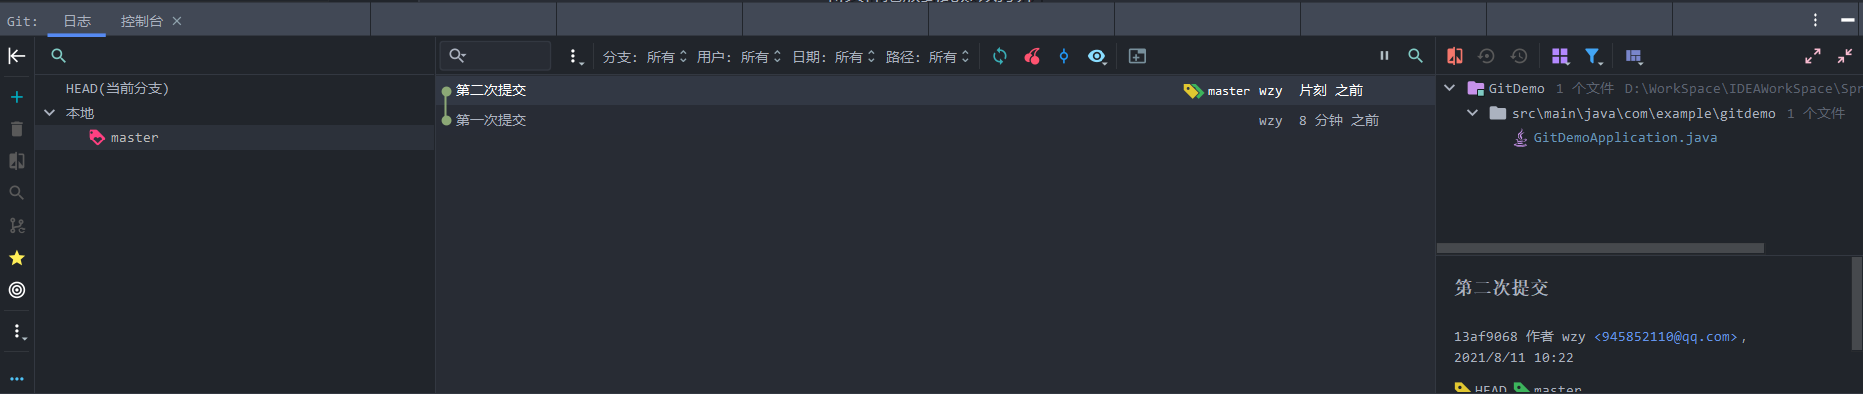 Git: 日志 控制台
分支: 所有 用户: 所有 日期: 所有 路径: 所有
HEAD(当前分支)
本地
master
第二次提交 master wzy 片刻 之前
第一次提交 wzy 8 分钟 之前
GitDemo 1 个文件 D:\WorkSpace\IDEAWorkSpace\Spr
src\main\java\com\example\gitdemo 1 个文件
GitDemoApplication.java
第二次提交
13af9068 作者 wzy <945852110@qq.com>,
2021/8/11 10:22
HEAD master